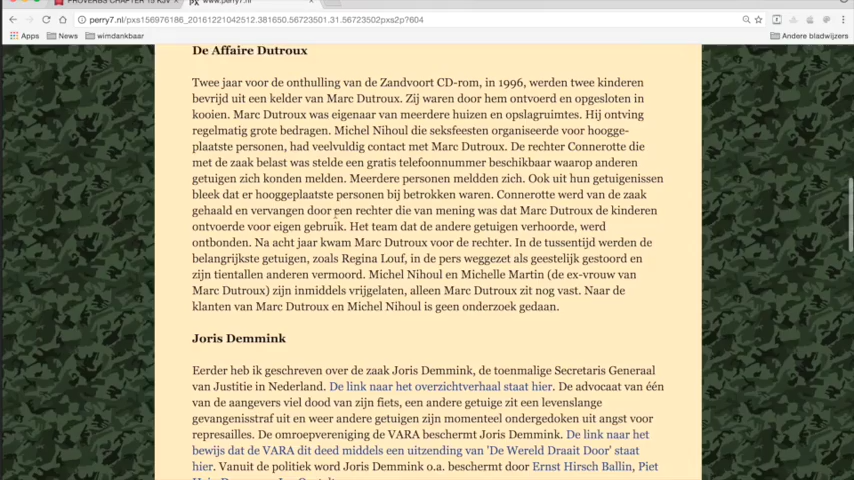 PROVERBS CHAPTER 15 KJV
www.perry7.nl/
perry7.nl/pxs156976186_20161221042512.381650.56723501.31.56723502pxs2p?604
Apps News wimdankbaar Andere bladwijzers
De Affaire Dutroux
Twee jaar voor de onthulling van de Zandvoort CD-rom, in 1996, werden twee kinderen
bevrijd uit een kelder van Marc Dutroux. Zij waren door hem ontvoerd en opgesloten in
kooien. Marc Dutroux was eigenaar van meerdere huizen en opslagruimtes. Hij ontving
regelmatig grote bedragen. Michel Nihoul die seksfeesten organiseerde voor hoogge-
plaatste personen, had veelvuldig contact met Marc Dutroux. De rechter Connerotte die
met de zaak belast was stelde een gratis telefoonnummer beschikbaar waarop anderen
getuigen zich konden melden. Meerdere personen meldden zich. Ook uit hun getuigenissen
bleek dat er hooggeplaatste personen bij betrokken waren. Connerotte werd van de zaak
gehaald en vervangen door een rechter die van mening was dat Marc Dutroux de kinderen
ontvoerde voor eigen gebruik. Het team dat de andere getuigen verhoorde, werd
ontbonden. Na acht jaar kwam Marc Dutroux voor de rechter. In de tussentijd werden de
belangrijkste getuigen, zoals Regina Louf, in de pers weggezet als geestelijk gestoord en
zijn tientallen anderen vermoord. Michel Nihoul en Michelle Martin (de ex-vrouw van
Marc Dutroux) zijn inmiddels vrijgelaten, alleen Marc Dutroux zit nog vast. Naar de
klanten van Marc Dutroux en Michel Nihoul is geen onderzoek gedaan.
Joris Demmink
Eerder heb ik geschreven over de zaak Joris Demmink, de toenmalige Secretaris Generaal
van Justitie in Nederland. De link naar het overzichtverhaal staat hier. De advocaat van één
van de aangevers viel dood van zijn fiets, een andere getuige zit een levenslange
gevangenisstraf uit en weer andere getuigen zijn momenteel ondergedoken uit angst voor
represailles. De omroepvereniging de VARA beschermt Joris Demmink. De link naar het
bewijs dat de VARA dit deed middels een uitzending van 'De Wereld Draait Door' staat
hier. Vanuit de politiek word Joris Demmink o.a. beschermt door Ernst Hirsch Ballin, Piet